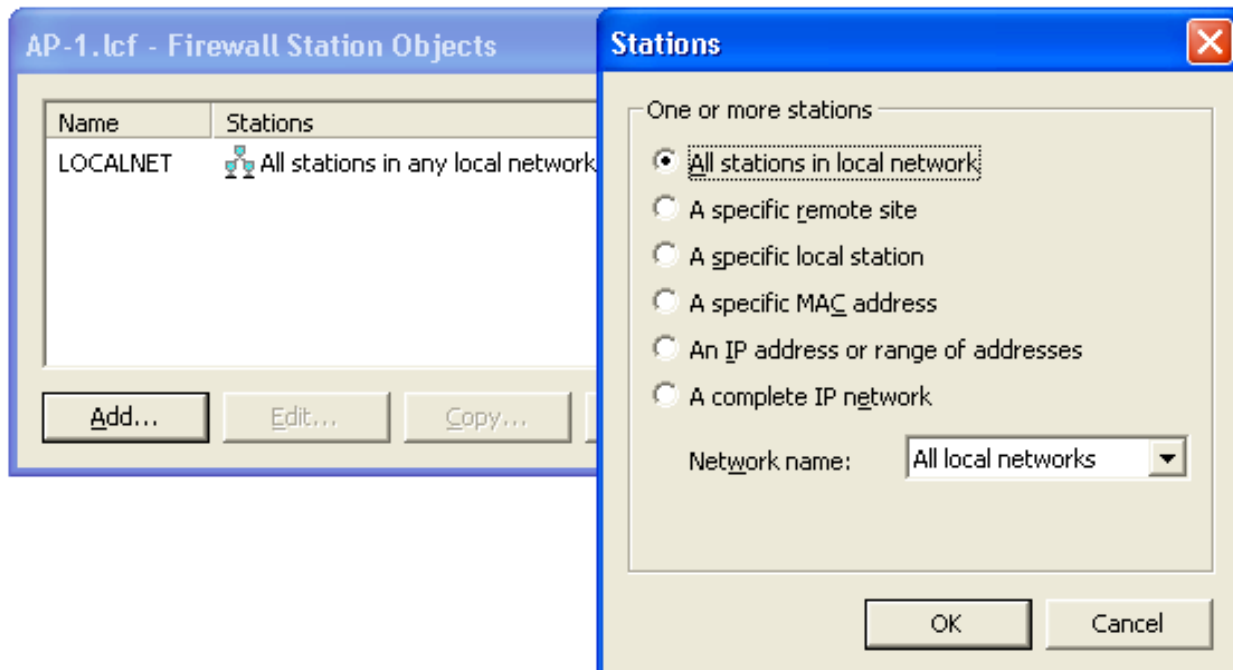 AP-1.lcf - Firewall Station Objects
Name Stations
LOCALNET All stations in any local network
Add... Edit... Copy...
Stations
One or more stations
All stations in local network
A specific remote site
A specific local station
A specific MAC address
An IP address or range of addresses
A complete IP network
Network name: All local networks
OK Cancel